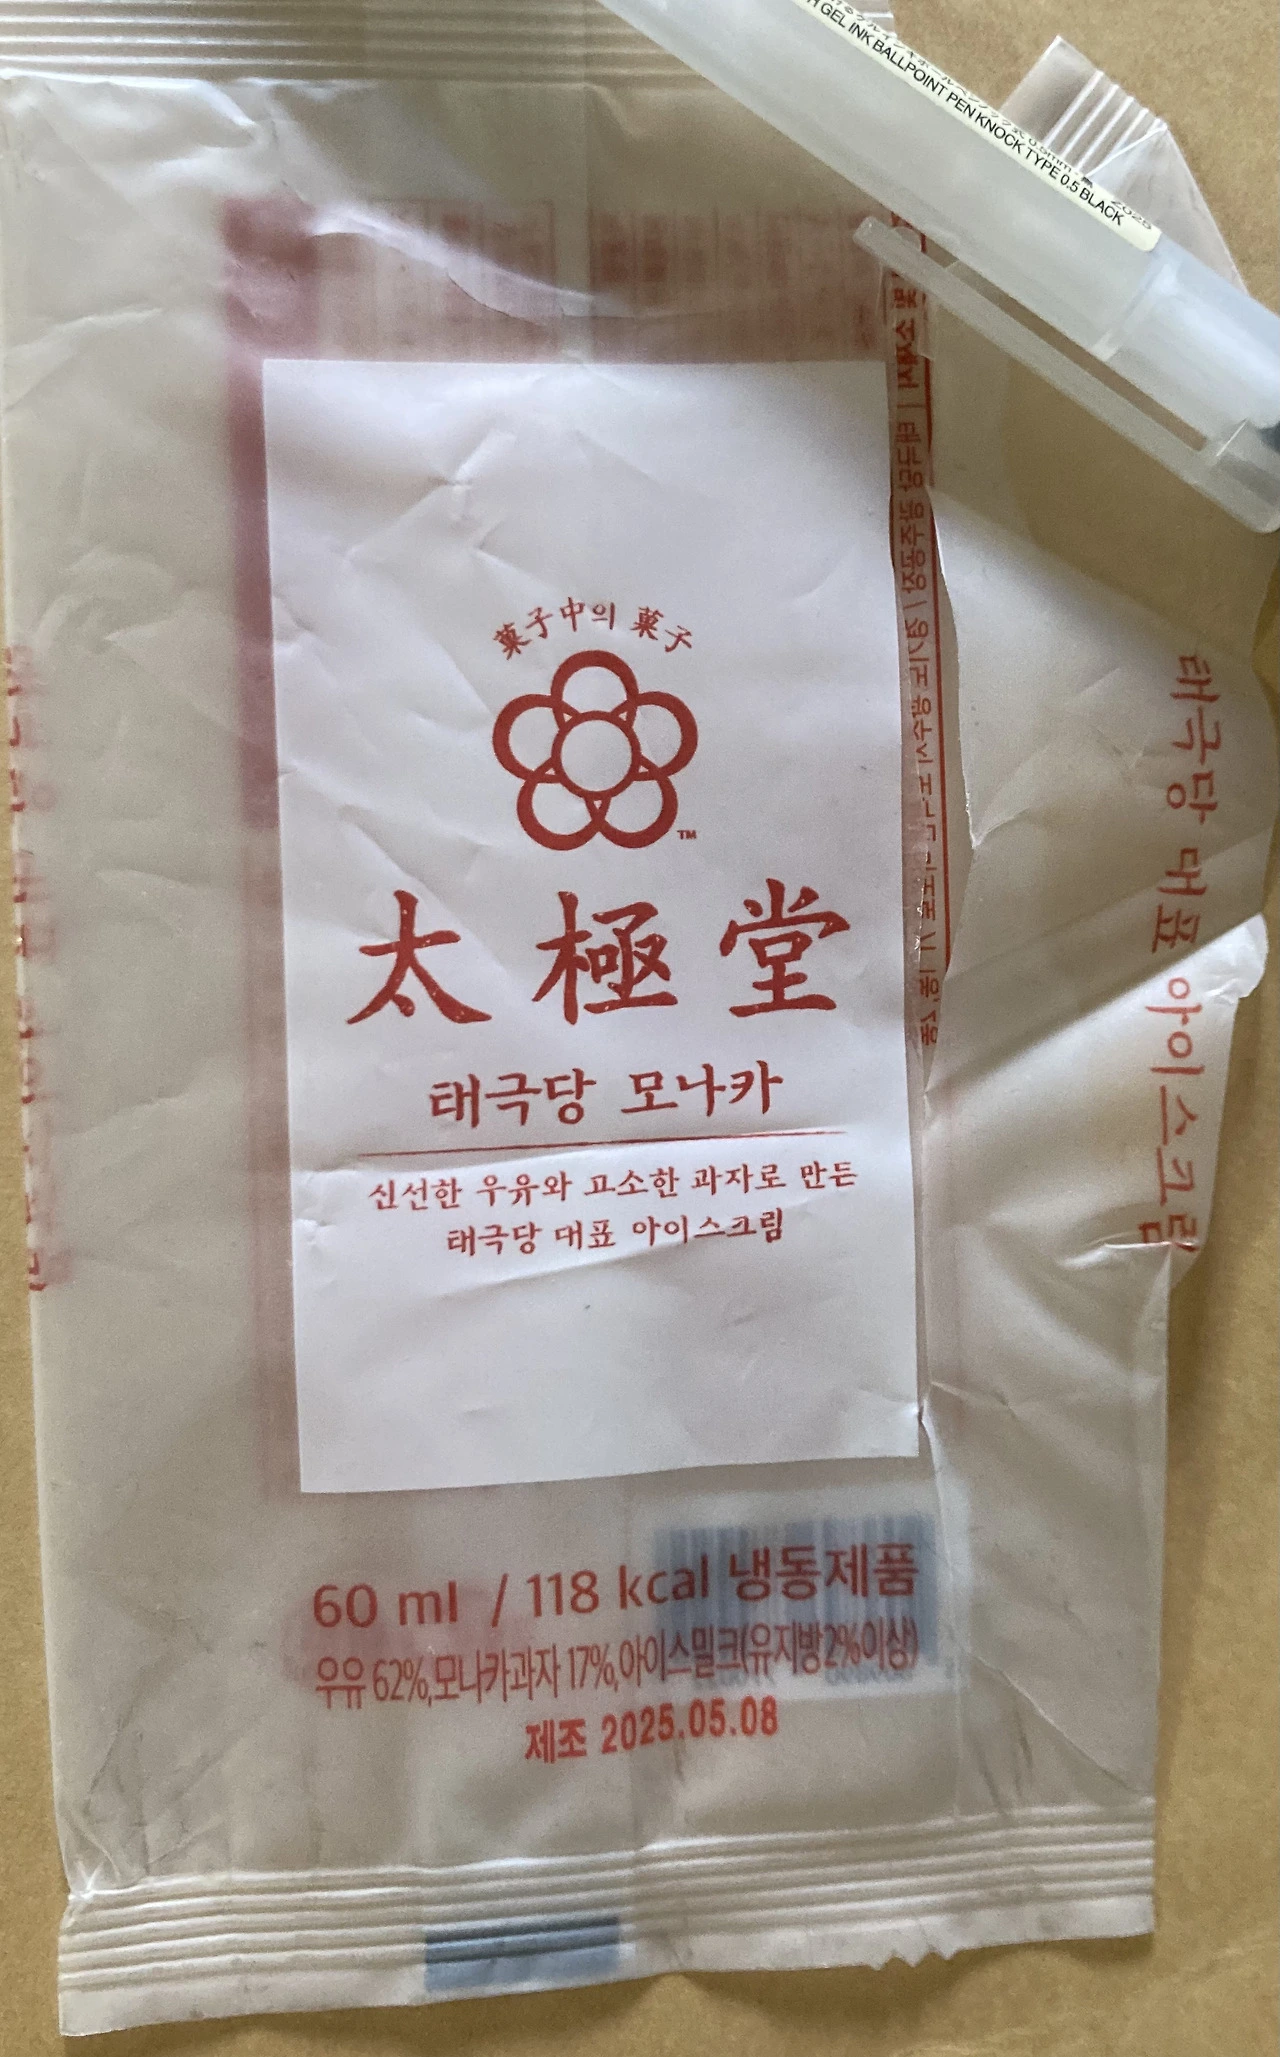 GEL INK BALLPOINT PEN KNOCK TYPE 0.5 BLACK
菓子中의 菓子
TM
太極堂
태극당 모나카
신선한 우유와 고소한 과자로 만든
태극당 대표 아이스크림
태극당 대표 아이스크림
60 ml / 118 kcal 냉동제품
우유 62%,모나카과자 17%,아이스밀크(유지방2%이상)
제조 2025.05.08